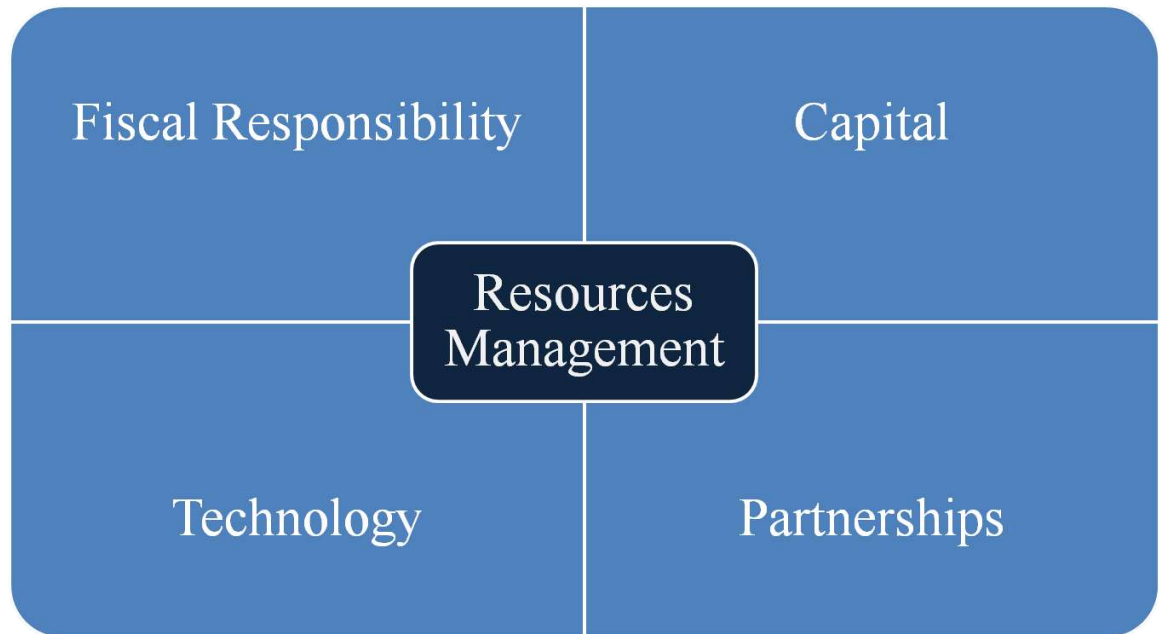 Fiscal Responsibility
Capital
Resources
Management
Technology
Partnerships